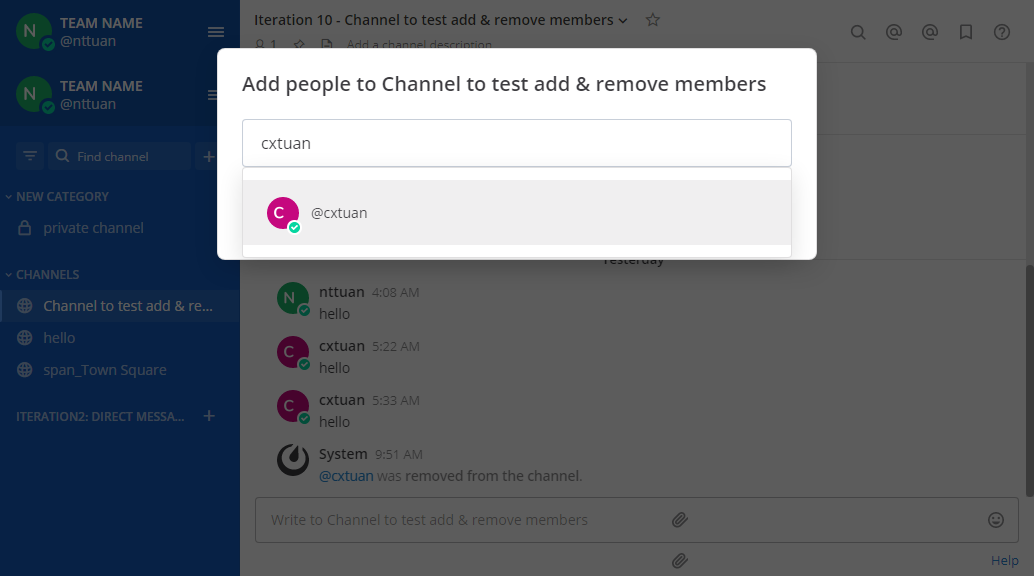 N
TEAM NAME
@nttuan
N
TEAM NAME
@nttuan
Find channel
NEW CATEGORY
private channel
CHANNELS
Channel to test add & re...
hello
span_Town Square
ITERATION2: DIRECT MESSA...
Iteration 10 - Channel to test add & remove members
1
Add a channel description
Add people to Channel to test add & remove members
cxtuan
C
@cxtuan
Yesterday
N
nttuan 4:08 AM
hello
C
cxtuan 5:22 AM
hello
C
cxtuan 5:33 AM
hello
System 9:51 AM
@cxtuan was removed from the channel.
Write to Channel to test add & remove members
Help